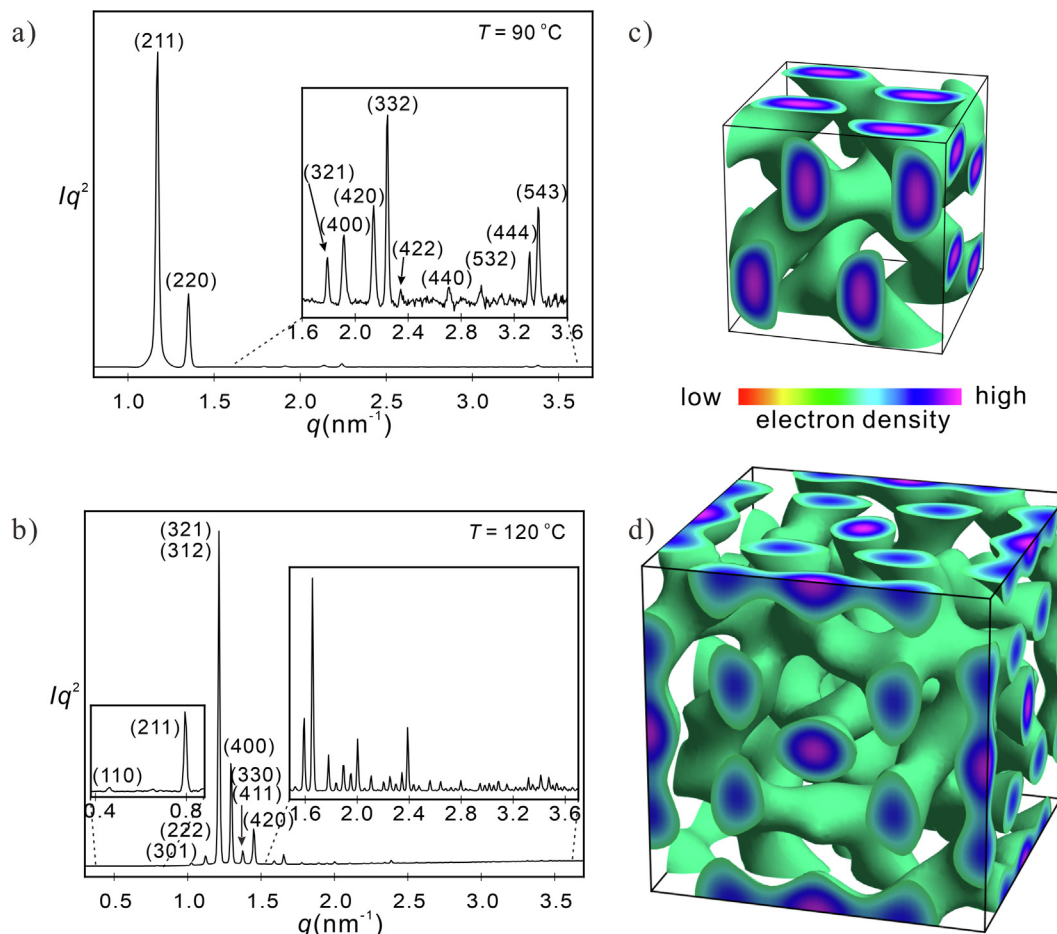 a)
T = 90 °C
(211)
(220)
Iq²
(332)
(321)
(420)
(400)
(422)
(440)
(532)
(444)
(543)
1.6 2.0 2.4 2.8 3.2 3.6
1.0 1.5 2.0 2.5 3.0 3.5
q(nm⁻¹)
c)
low high
electron density
b)
T = 120 °C
(321)
(312)
Iq²
(211)
(110)
0.4 0.8
(400)
(330)
(411)
(420)
(222)
(301)
1.6 2.0 2.4 2.8 3.2 3.6
0.5 1.0 1.5 2.0 2.5 3.0 3.5
q(nm⁻¹)
d)